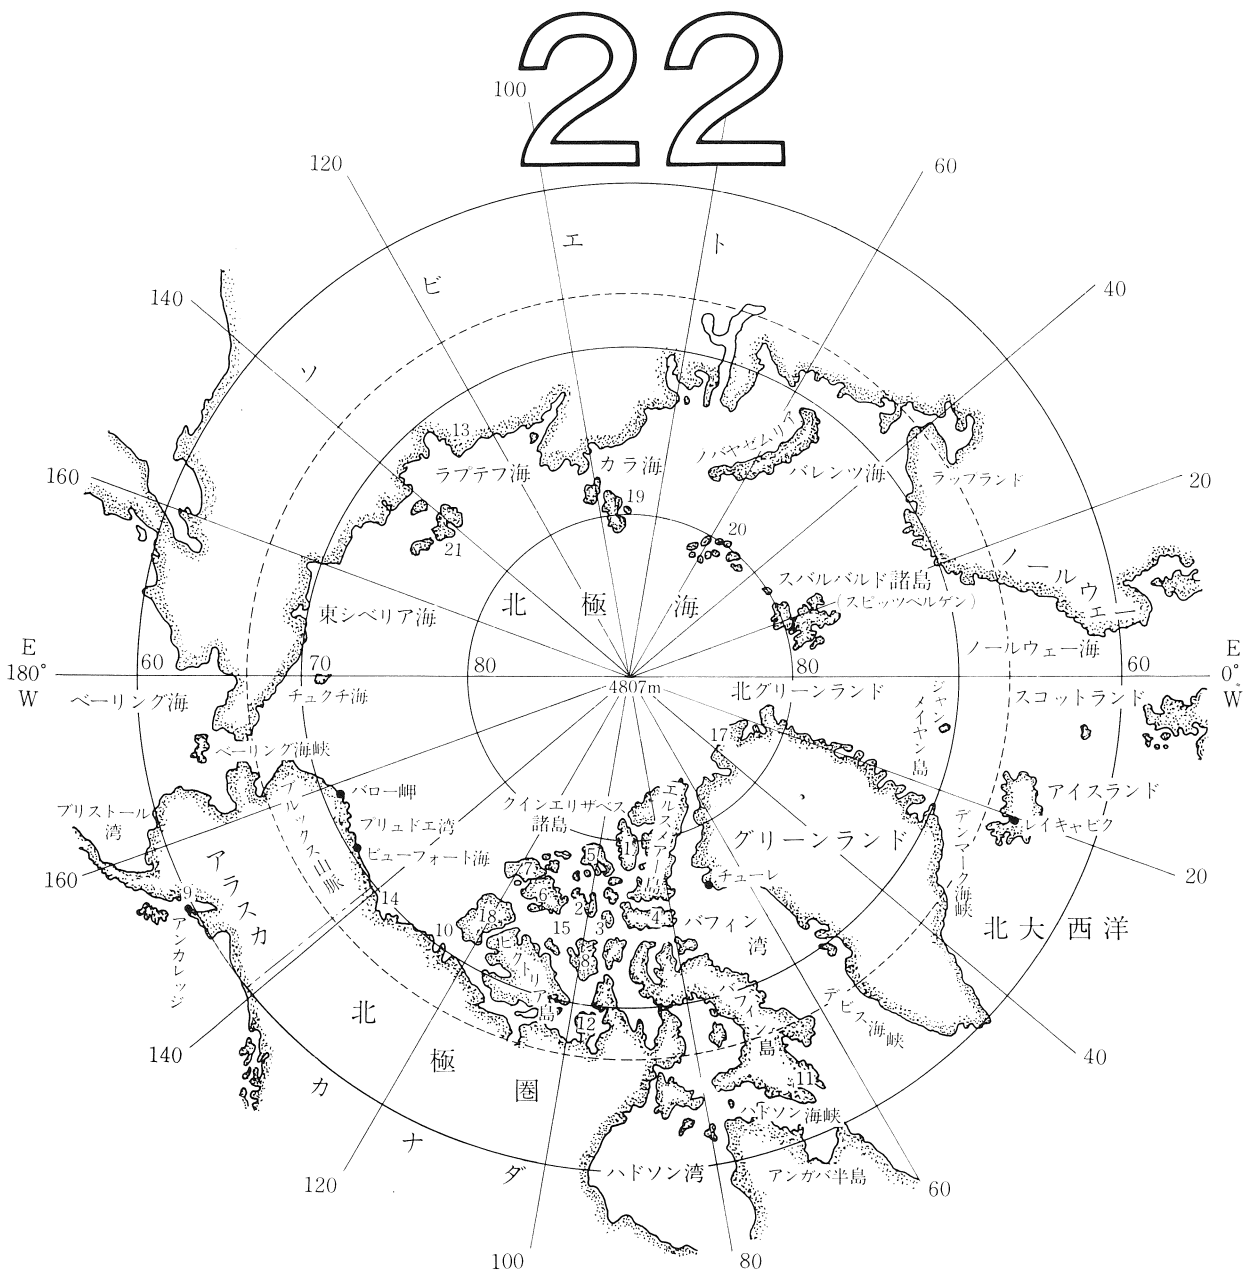 22
100
120
60
エ
ト
ビ
140
40
ソ
13
ラプテフ海
カラ海
ノバヤゼムリア
バレンツ海
ラップランド
160
20
19
20
21
スバルバルド諸島
(スピッツベルゲン)
ノールウェー
北極海
東シベリア海
ノールウェー海
E
180°
W
60
70
80
80
60
E
0°
W
4807m
チュクチ海
ベーリング海
北グリーンランド
ジャンメイヤン島
スコットランド
ベーリング海峡
17
ブリストール
湾
ブルックス山脈
バロー岬
プリュドエ湾
ビューフォート海
クインエリザベス
諸島
エルスメアー島
グリーンランド
デンマーク海峡
アイスランド
レイキャビク
チューレ
160
20
アラスカ
9
アンカレッジ
14
10
18
7
6
5
1
2
3
4
15
8
12
ビクトリア島
バフィン
湾
バフィン島
デビス海峡
北大西洋
11
北極圏
140
40
カナダ
ハドソン海峡
ハドソン湾
アンガバ半島
120
60
100
80